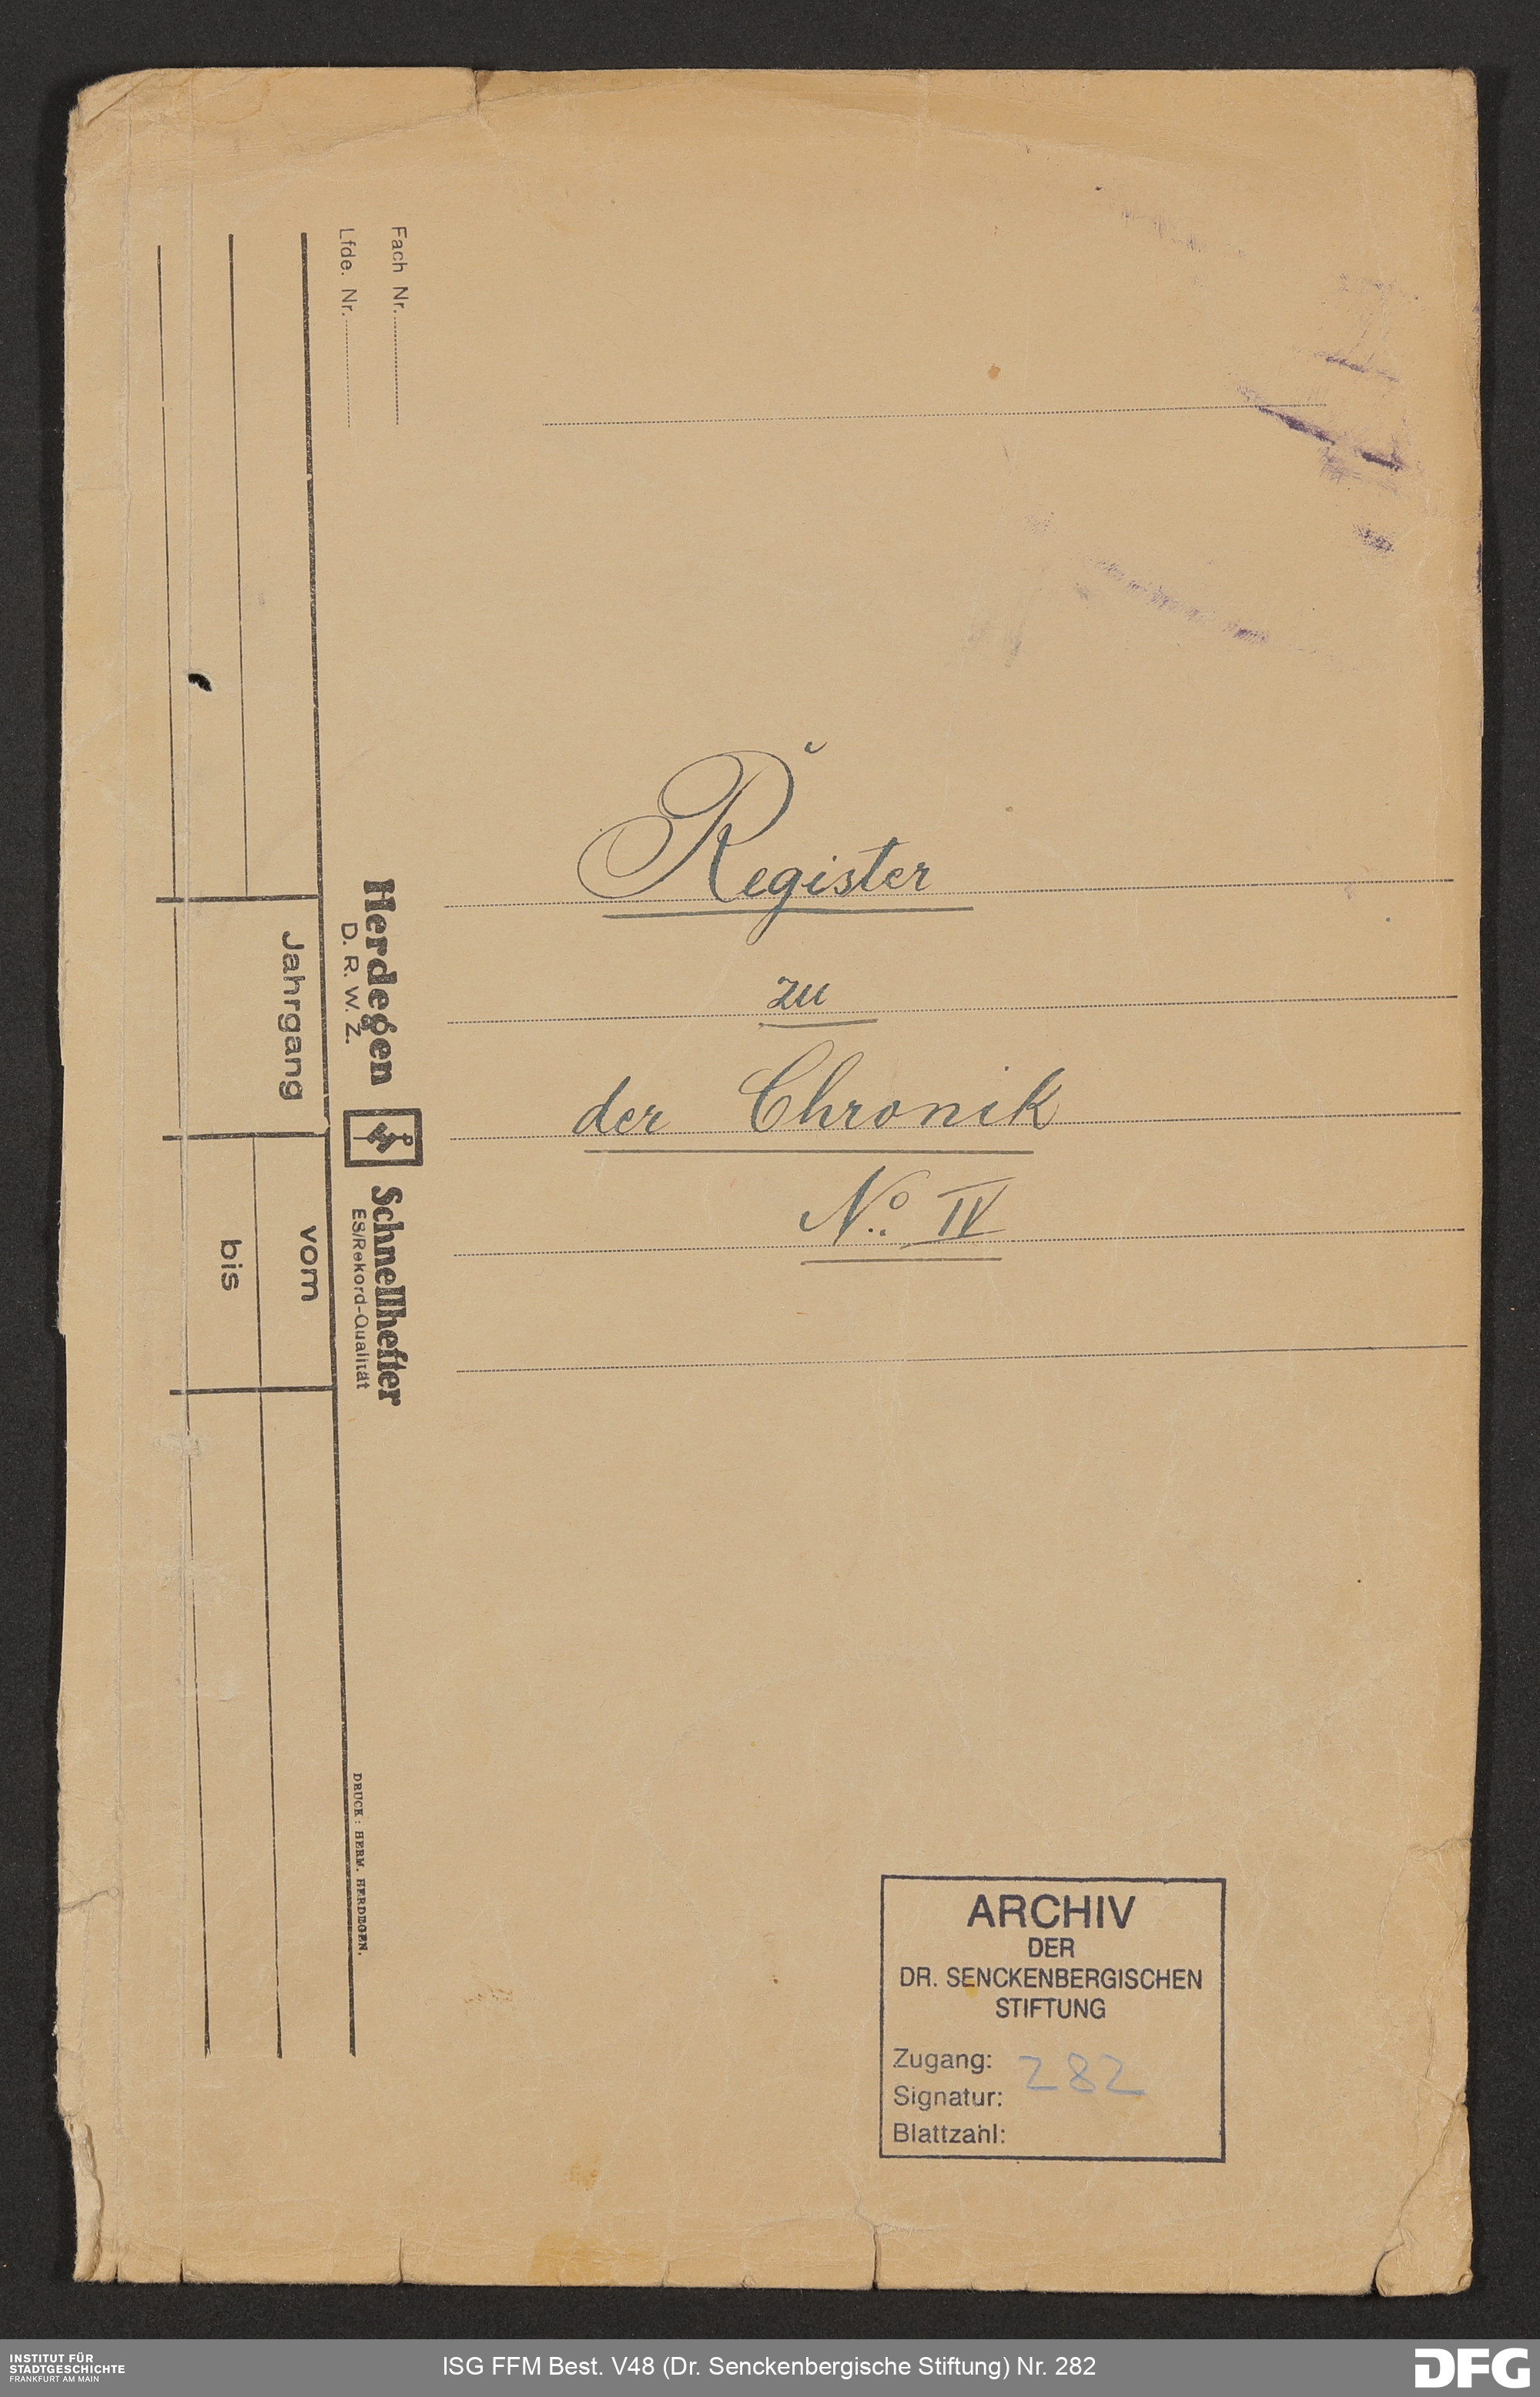 Fach Nr.
Lfde. Nr.
Herdegen
D. R. W. Z.
Schnellhefter
ES/Rekord-Qualität
Jahrgang
vom
bis
DRUCK: HERM. HERDEGEN.
Register
zu
der Chronik
No. IV
ARCHIV
DER
DR. SENCKENBERGISCHEN
STIFTUNG
Zugang:
282
Signatur:
Blattzahl:
INSTITUT FÜR
STADTGESCHICHTE
FRANKFURT AM MAIN
ISG FFM Best. V48 (Dr. Senckenbergische Stiftung) Nr. 282
DFG